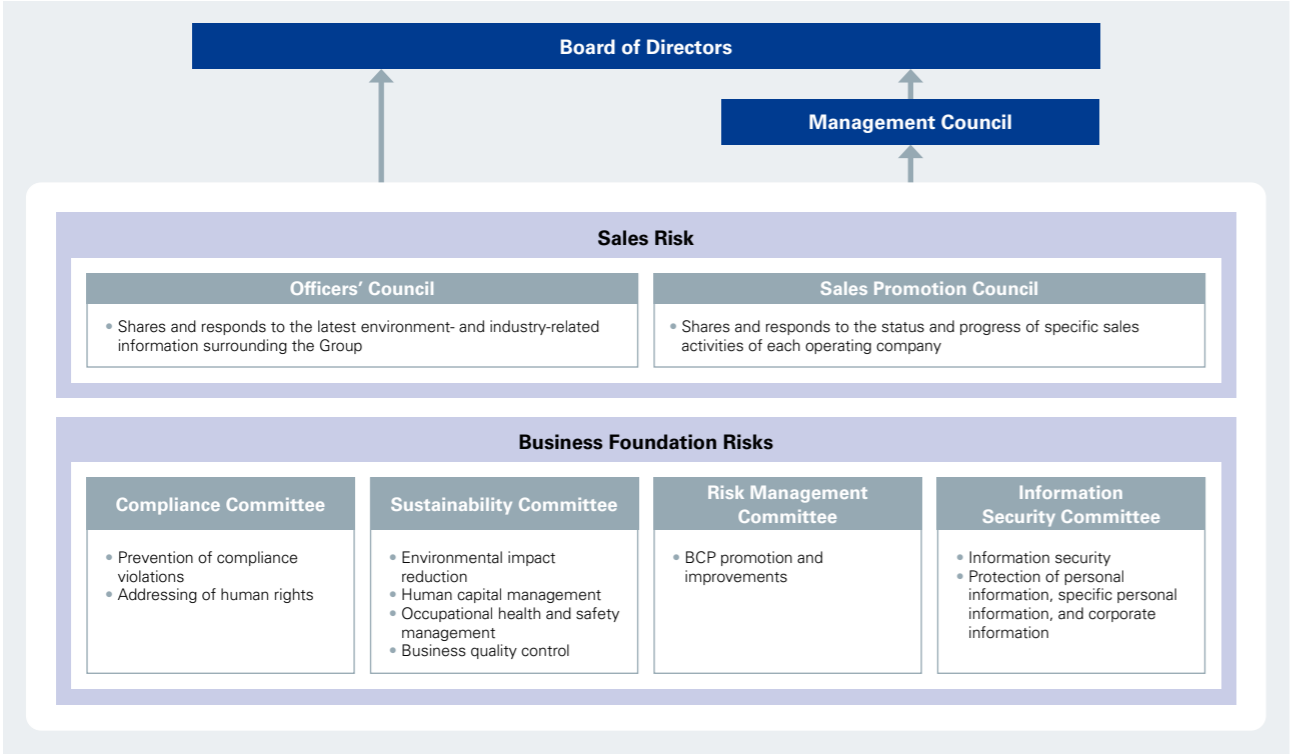 Board of Directors
Management Council
Sales Risk
Officers’ Council
• Shares and responds to the latest environment- and industry-related
information surrounding the Group
Sales Promotion Council
• Shares and responds to the status and progress of specific sales
activities of each operating company
Business Foundation Risks
Compliance Committee
• Prevention of compliance
violations
• Addressing of human rights
Sustainability Committee
• Environmental impact
reduction
• Human capital management
• Occupational health and safety
management
• Business quality control
Risk Management
Committee
• BCP promotion and
improvements
Information
Security Committee
• Information security
• Protection of personal
information, specific personal
information, and corporate
information